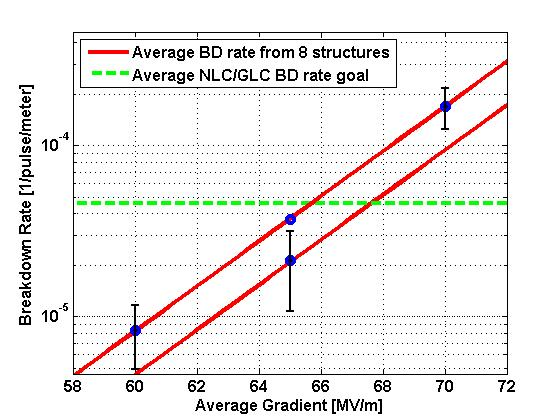 Average BD rate from 8 structures
Average NLC/GLC BD rate goal
Breakdown Rate [1/pulse/meter]
10⁻⁴
10⁻⁵
58 60 62 64 66 68 70 72
Average Gradient [MV/m]